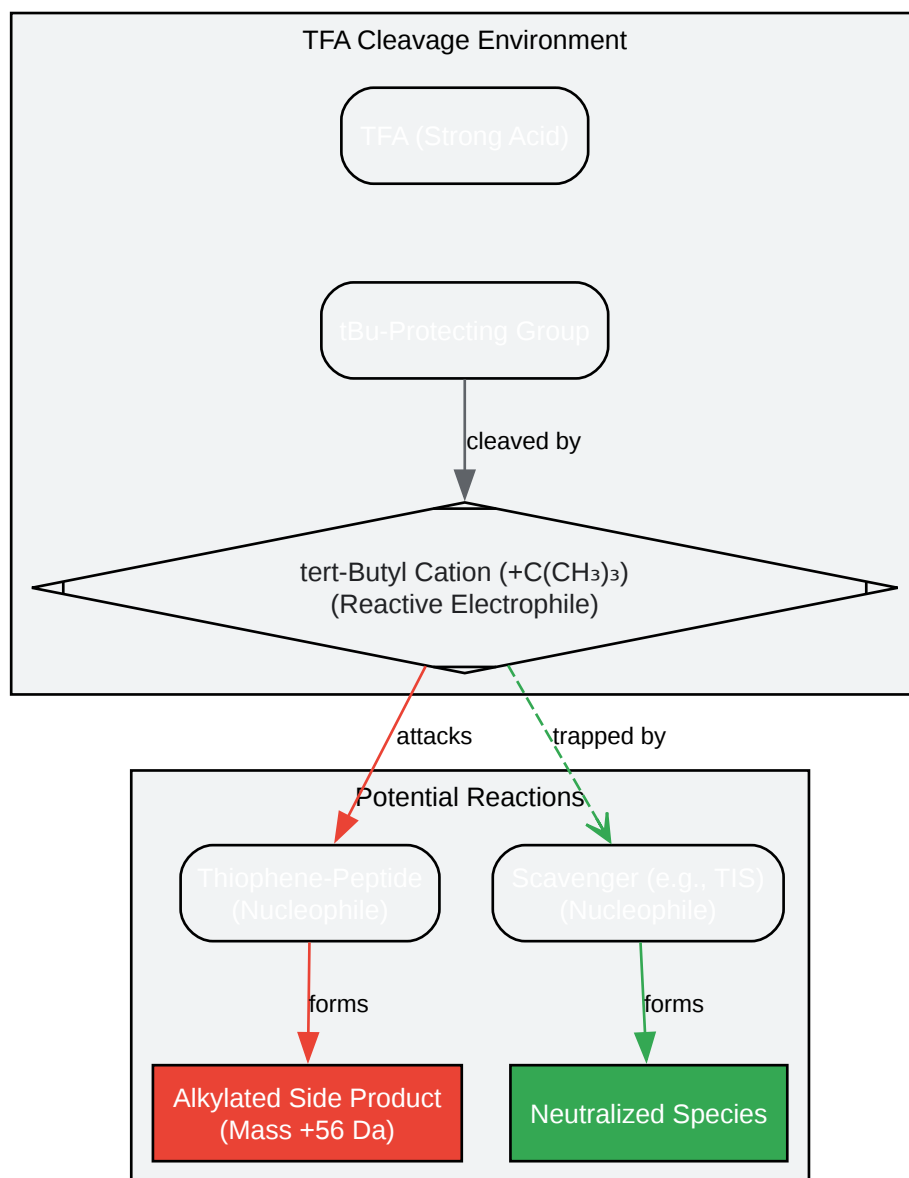 TFA Cleavage Environment
TFA (Strong Acid)
tBu-Protecting Group
cleaved by
tert-Butyl Cation (+C(CH₃)₃)
(Reactive Electrophile)
attacks
trapped by
Potential Reactions
Thiophene-Peptide
(Nucleophile)
Scavenger (e.g., TIS)
(Nucleophile)
forms
forms
Alkylated Side Product
(Mass +56 Da)
Neutralized Species